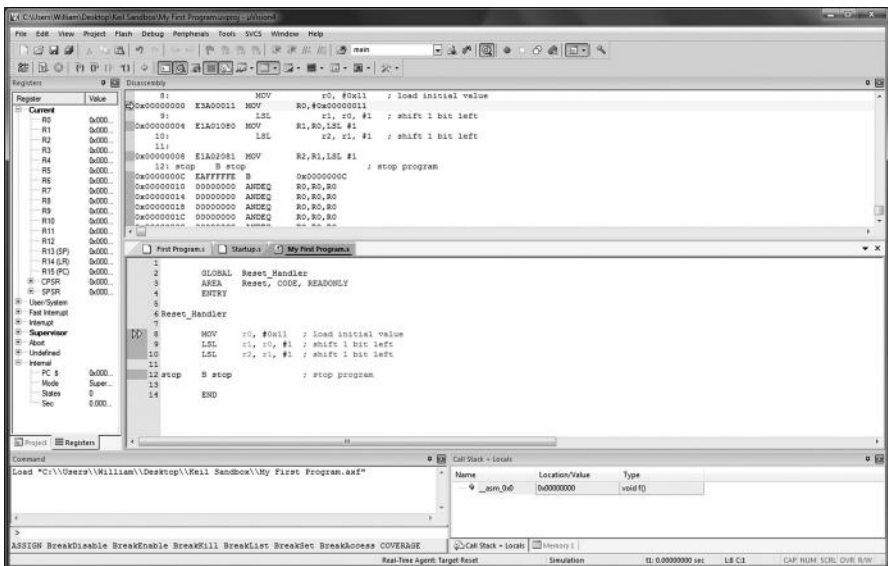 C:\Users\William\Desktop\Keil Sandbox\My First Program.uvproj - µVision4
File Edit View Project Flash Debug Peripherals Tools SVCS Window Help
main
Registers
Register Value
Current
R0 0x000...
R1 0x000...
R2 0x000...
R3 0x000...
R4 0x000...
R5 0x000...
R6 0x000...
R7 0x000...
R8 0x000...
R9 0x000...
R10 0x000...
R11 0x000...
R12 0x000...
R13 (SP) 0x000...
R14 (LR) 0x000...
R15 (PC) 0x000...
CPSR 0x000...
SPSR 0x000...
User/System
Fast Interrupt
Interrupt
Supervisor
Abort
Undefined
Internal
PC $ 0x000...
Mode Super...
States 0
Sec 0.000...
Project Registers
Disassembly
8: MOV r0, #0x11 ; load initial value
0x00000000 E3A00011 MOV R0,#0x00000011
9: LSL r1, r0, #1 ; shift 1 bit left
0x00000004 E1A01080 MOV R1,R0,LSL #1
10: LSL r2, r1, #1 ; shift 1 bit left
11:
0x00000008 E1A02081 MOV R2,R1,LSL #1
12: stop B stop ; stop program
0x0000000C EAFFFFFE B 0x0000000C
0x00000010 00000000 ANDEQ R0,R0,R0
0x00000014 00000000 ANDEQ R0,R0,R0
0x00000018 00000000 ANDEQ R0,R0,R0
0x0000001C 00000000 ANDEQ R0,R0,R0
First Program.s Startup.s My First Program.s
1
2 GLOBAL Reset_Handler
3 AREA Reset, CODE, READONLY
4 ENTRY
5
6 Reset_Handler
7
8 MOV r0, #0x11 ; load initial value
9 LSL r1, r0, #1 ; shift 1 bit left
10 LSL r2, r1, #1 ; shift 1 bit left
11
12 stop B stop ; stop program
13
14 END
Command
Load "C:\\Users\\William\\Desktop\\Keil Sandbox\\My First Program.axf"
>
ASSIGN BreakDisable BreakEnable BreakKill BreakList BreakSet BreakAccess COVERAGE
Call Stack + Locals
Name Location/Value Type
__asm_0x0 0x00000000 void f()
Call Stack + Locals Memory 1
Real-Time Agent: Target Reset Simulation t1: 0.00000000 sec L:8 C:1 CAP NUM SCRL OVR R/W